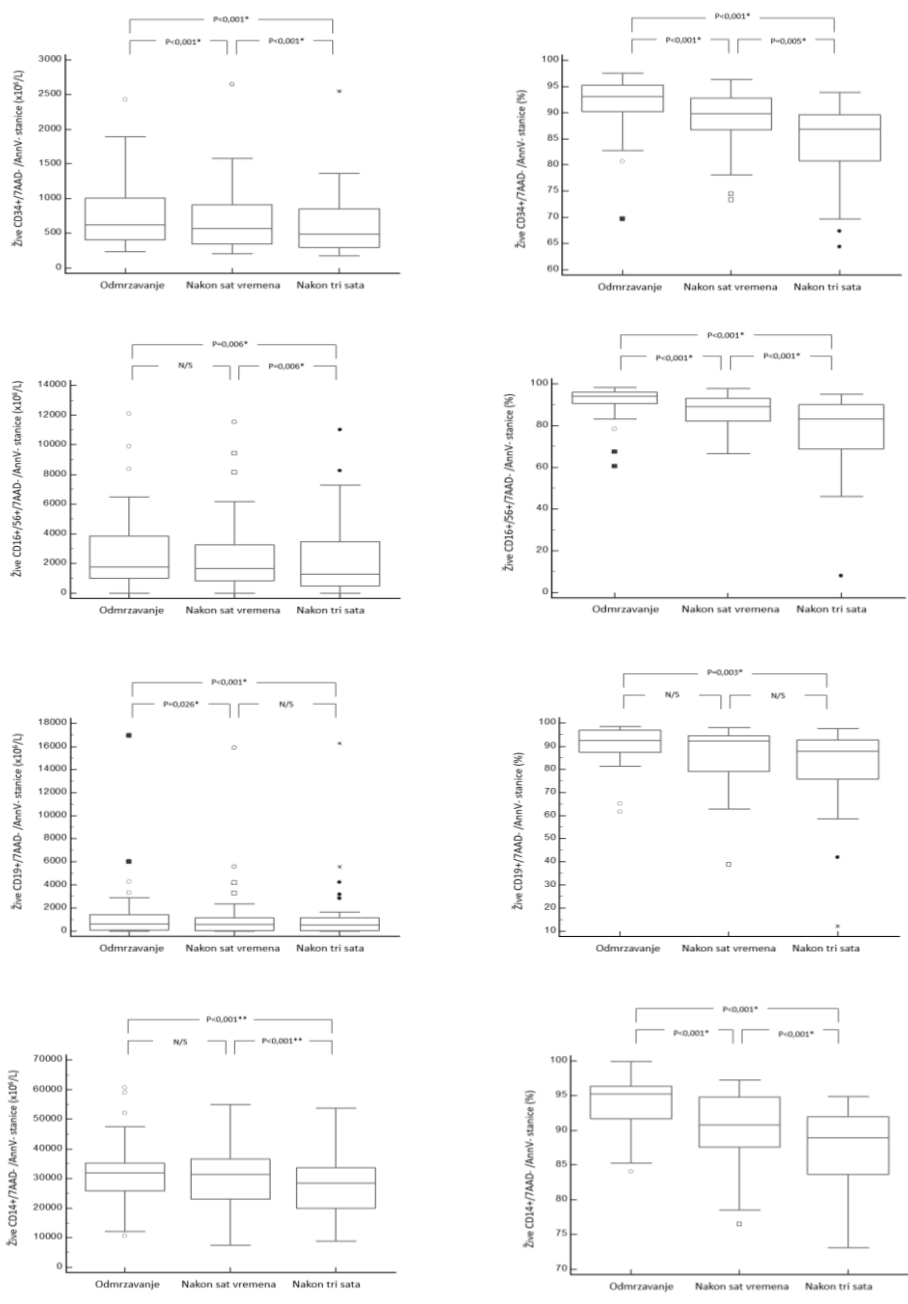 P<0,001*
P<0,001* P<0,001*
Žive CD34+/7AAD- /AnnV- stanice (x10⁶/L)
3000
2500
2000
1500
1000
500
0
Odmrzavanje Nakon sat vremena Nakon tri sata
P<0,001*
P<0,001* P=0,005*
Žive CD34+/7AAD- /AnnV- stanice (%)
100
95
90
85
80
75
70
65
60
Odmrzavanje Nakon sat vremena Nakon tri sata
P=0,006*
N/S P=0,006*
Žive CD16+/56+/7AAD- /AnnV- stanice (x10⁶/L)
14000
12000
10000
8000
6000
4000
2000
0
Odmrzavanje Nakon sat vremena Nakon tri sata
P<0,001*
P<0,001* P<0,001*
Žive CD16+/56+/7AAD- /AnnV- stanice (%)
100
80
60
40
20
0
Odmrzavanje Nakon sat vremena Nakon tri sata
P<0,001*
P=0,026* N/S
Žive CD19+/7AAD- /AnnV- stanice (x10⁶/L)
18000
16000
14000
12000
10000
8000
6000
4000
2000
0
Odmrzavanje Nakon sat vremena Nakon tri sata
P=0,003*
N/S N/S
Žive CD19+/7AAD- /AnnV- stanice (%)
100
90
80
70
60
50
40
30
20
10
Odmrzavanje Nakon sat vremena Nakon tri sata
P<0,001**
N/S P<0,001**
Žive CD14+/7AAD- /AnnV- stanice (x10⁶/L)
70000
60000
50000
40000
30000
20000
10000
0
Odmrzavanje Nakon sat vremena Nakon tri sata
P<0,001*
P<0,001* P<0,001*
Žive CD14+/7AAD- /AnnV- stanice (%)
100
95
90
85
80
75
70
Odmrzavanje Nakon sat vremena Nakon tri sata